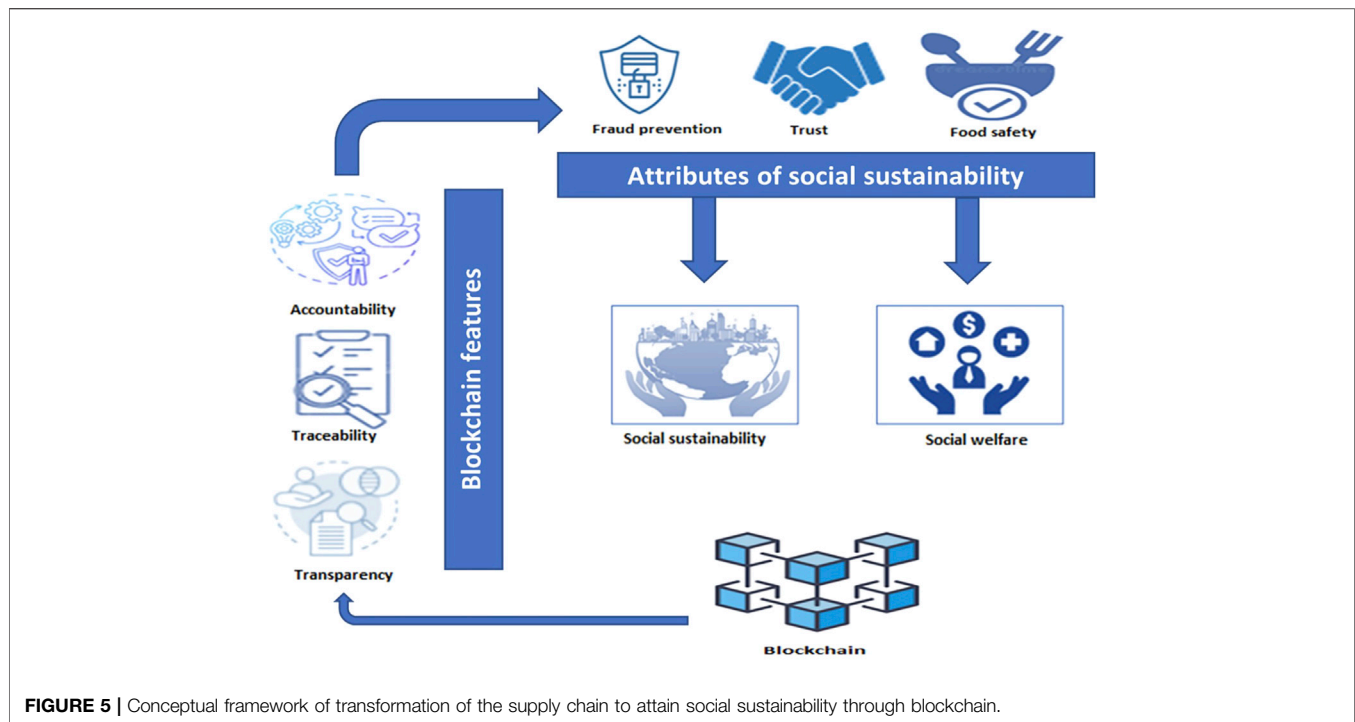 Fraud prevention
Trust
Food safety
Attributes of social sustainability
Accountability
Traceability
Transparency
Blockchain features
Social sustainability
Social welfare
Blockchain
FIGURE 5 | Conceptual framework of transformation of the supply chain to attain social sustainability through blockchain.